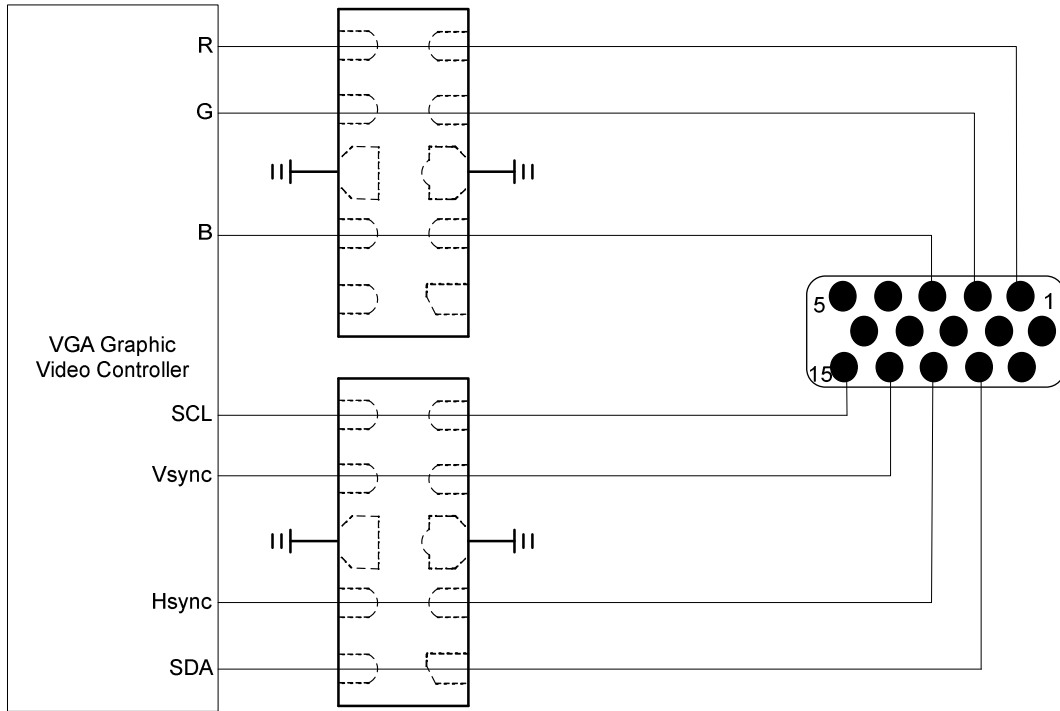 R
G
B
VGA Graphic
Video Controller
SCL
Vsync
Hsync
SDA
5
1
15